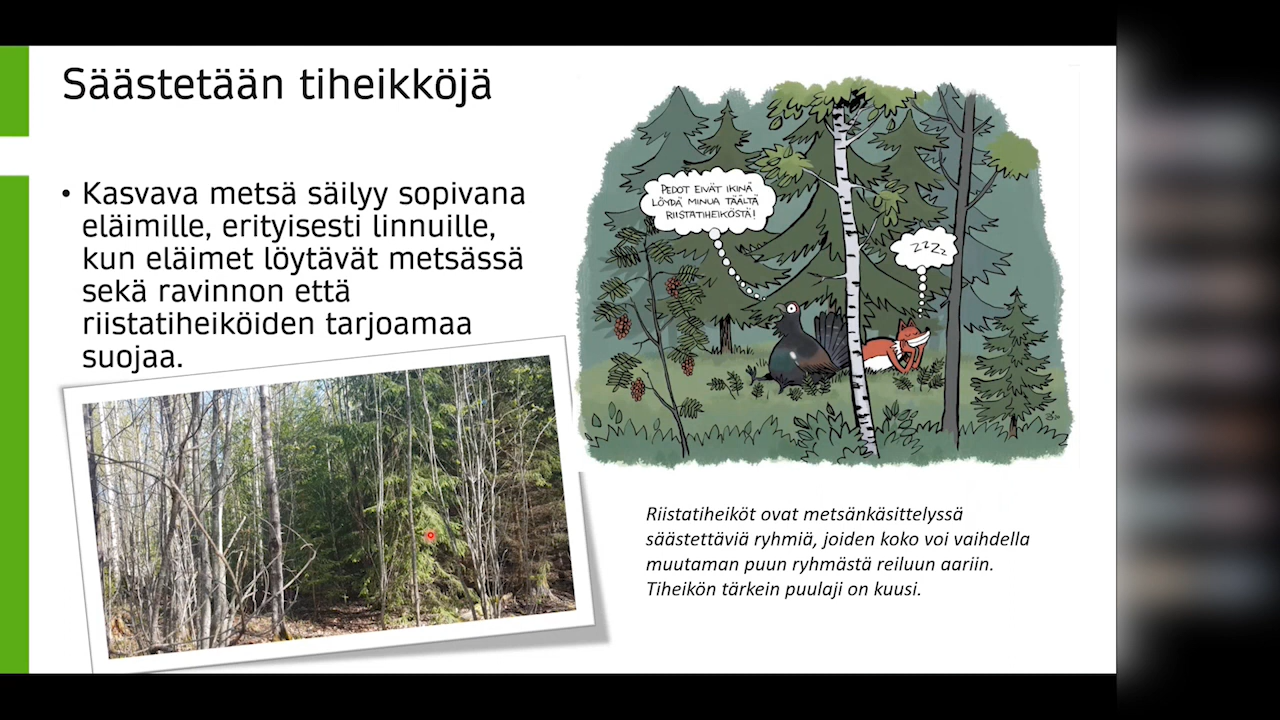 Säästetään tiheikköjä
• Kasvava metsä säilyy sopivana
eläimille, erityisesti linnuille,
kun eläimet löytävät metsässä
sekä ravinnon että
riistatiheiköiden tarjoamaa
suojaa.
PEDOT EIVÄT IKINÄ
LÖYDÄ MINUA TÄÄLTÄ
RIISTATIHEIKÖSTÄ!
ZZZZ
Riistatiheiköt ovat metsänkäsittelyssä
säästettäviä ryhmiä, joiden koko voi vaihdella
muutaman puun ryhmästä reiluun aariin.
Tiheikön tärkein puulaji on kuusi.